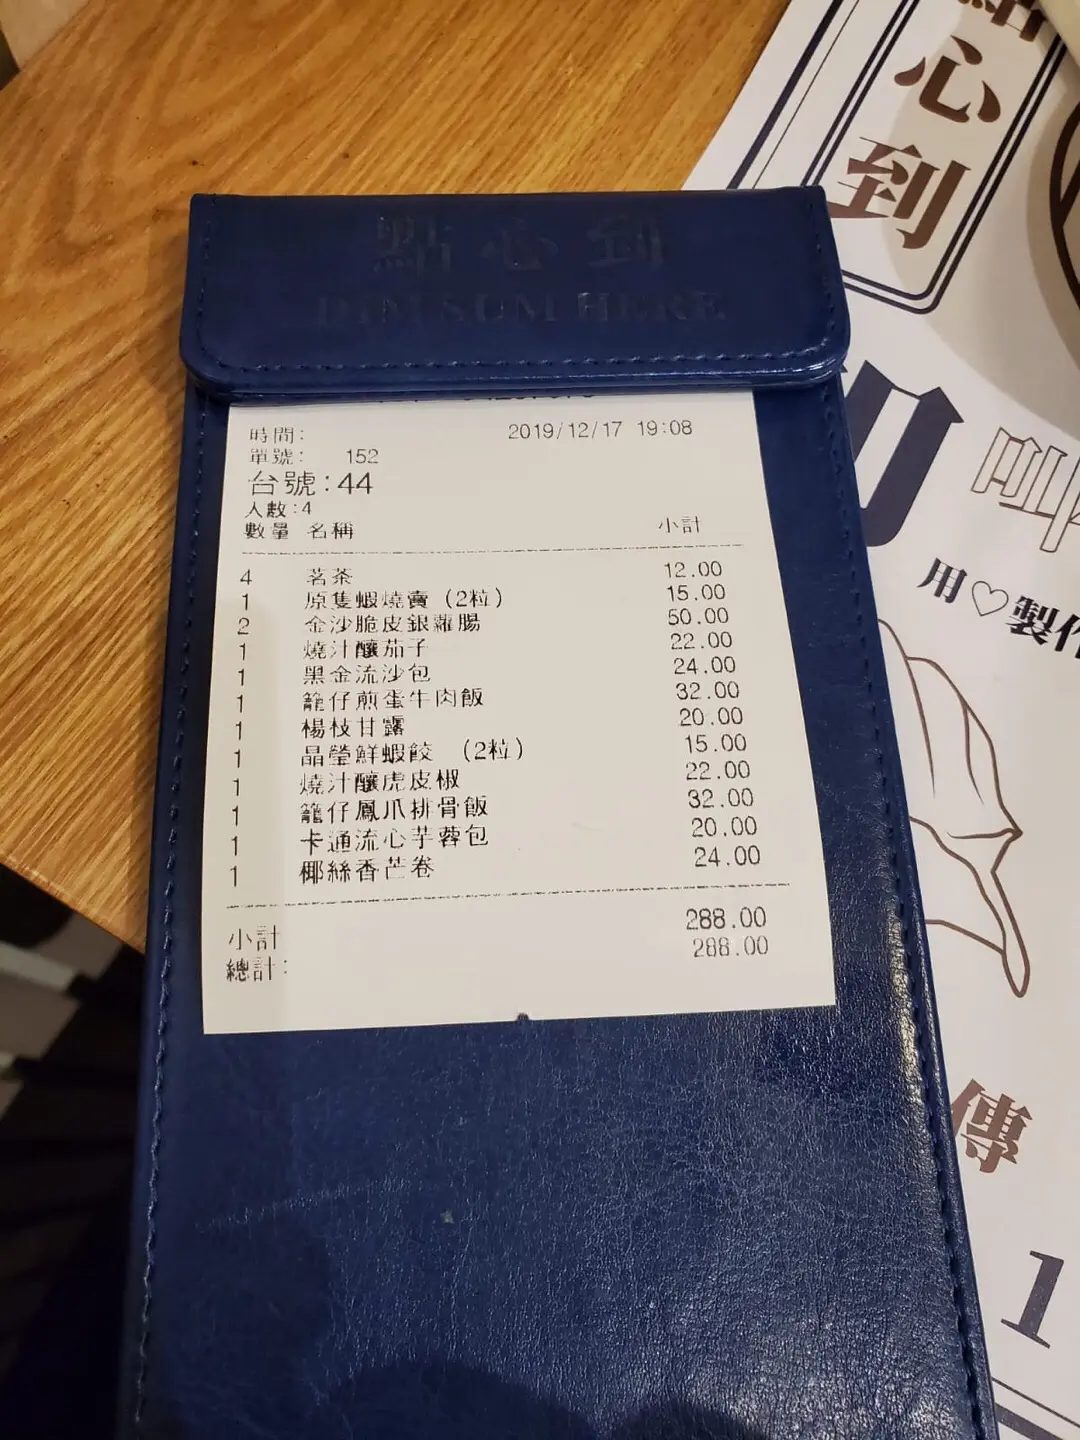 點心到
DIM SUM HERE
時間: 2019/12/17 19:08
單號: 152
台號:44
人數:4
數量 名稱 小計
4 茗茶 12.00
1 原隻蝦燒賣 (2粒) 15.00
2 金沙脆皮銀蘿腸 50.00
1 燒汁釀茄子 22.00
1 黑金流沙包 24.00
1 籠仔煎蛋牛肉飯 32.00
1 楊枝甘露 20.00
1 晶瑩鮮蝦餃 (2粒) 15.00
1 燒汁釀虎皮椒 22.00
1 籠仔鳳爪排骨飯 32.00
1 卡通流心芋蓉包 20.00
1 椰絲香芒卷 24.00
小計 288.00
總計: 288.00
點心到
叫
用♡製作
傳
1